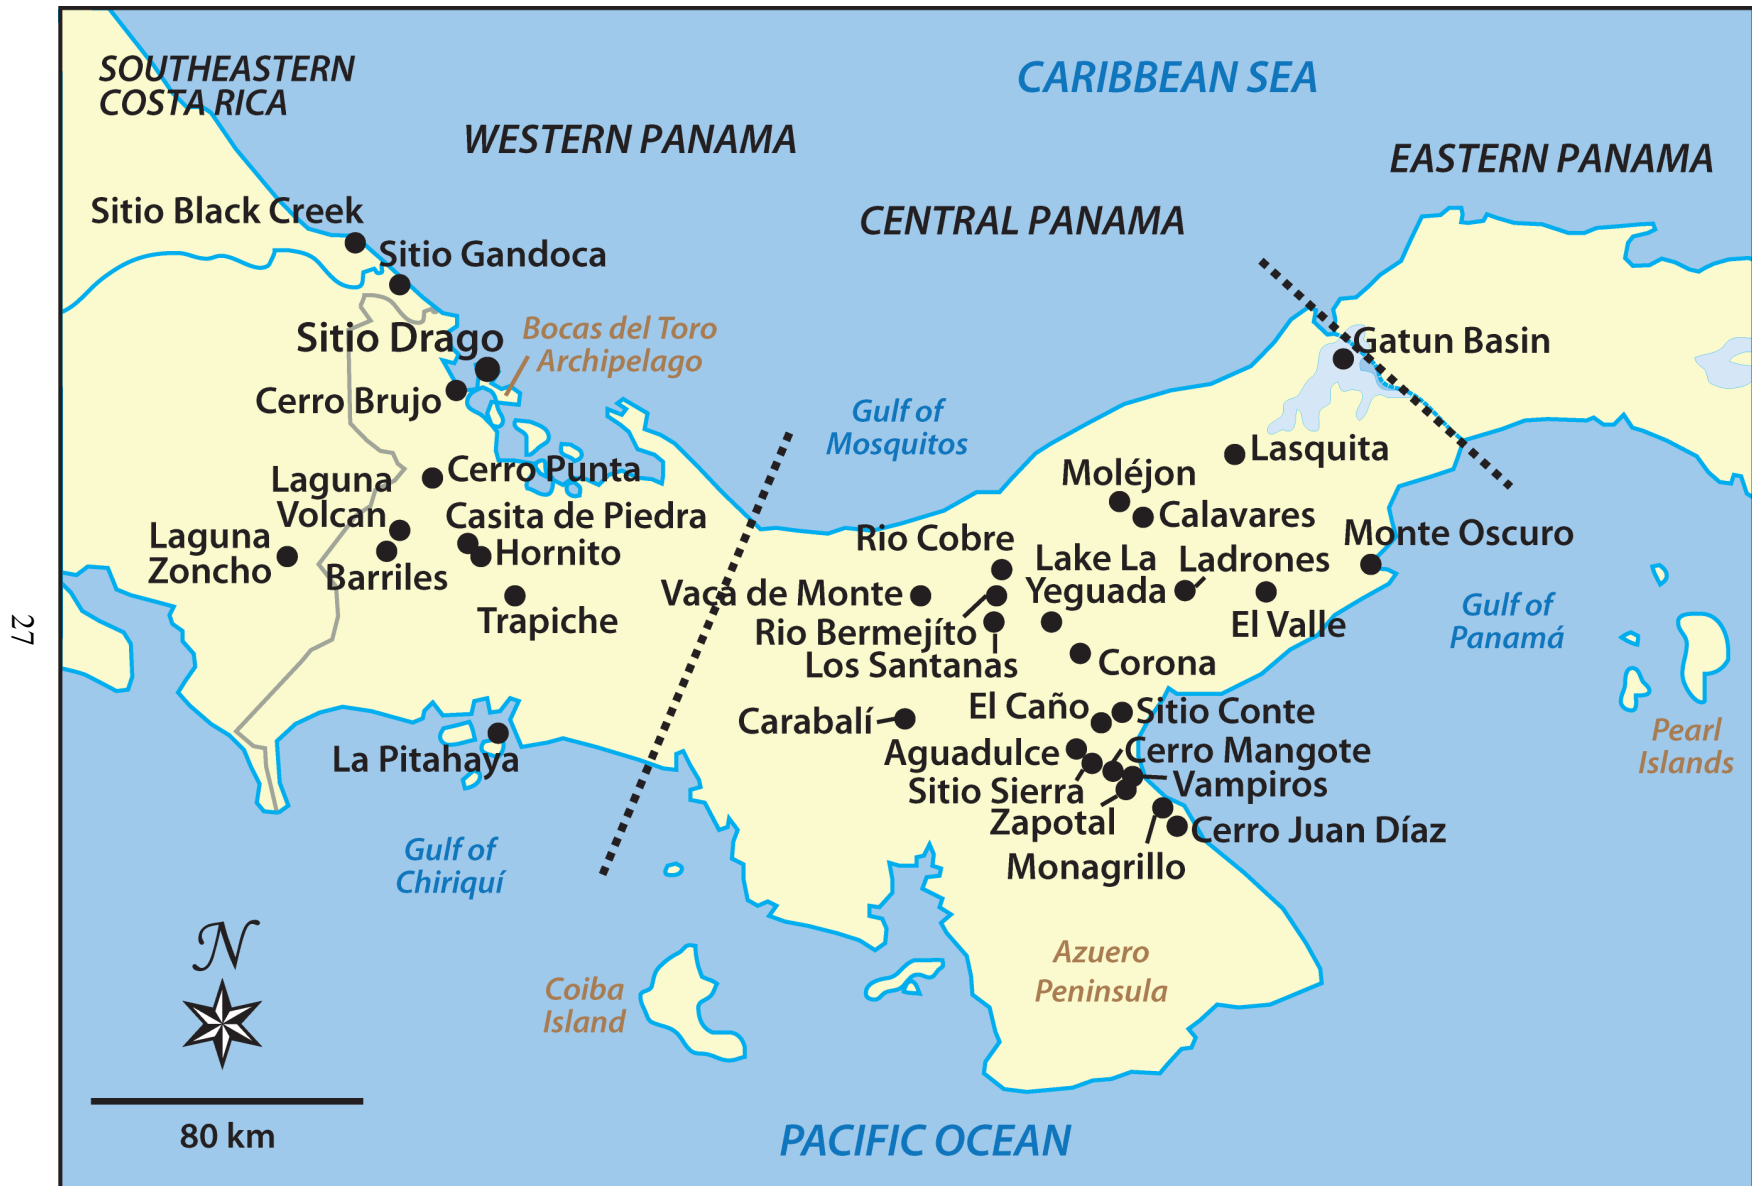 SOUTHEASTERN
COSTA RICA
CARIBBEAN SEA
WESTERN PANAMA
EASTERN PANAMA
CENTRAL PANAMA
Sitio Black Creek
Sitio Gandoca
Sitio Drago
Bocas del Toro
Archipelago
Cerro Brujo
Gatun Basin
Gulf of
Mosquitos
Lasquita
Cerro Punta
Laguna
Volcan
Moléjon
Casita de Piedra
Calavares
Laguna
Zoncho
Barriles
Hornito
Rio Cobre
Lake La
Yeguada
Ladrones
Monte Oscuro
Vaca de Monte
Trapiche
Rio Bermejíto
El Valle
Gulf of
Panamá
Los Santanas
Corona
27
El Caño
Sitio Conte
Carabalí
Aguadulce
Cerro Mangote
La Pitahaya
Pearl
Islands
Sitio Sierra
Vampiros
Zapotal
Cerro Juan Díaz
Monagrillo
Gulf of
Chiriquí
N
Azuero
Peninsula
Coiba
Island
80 km
PACIFIC OCEAN